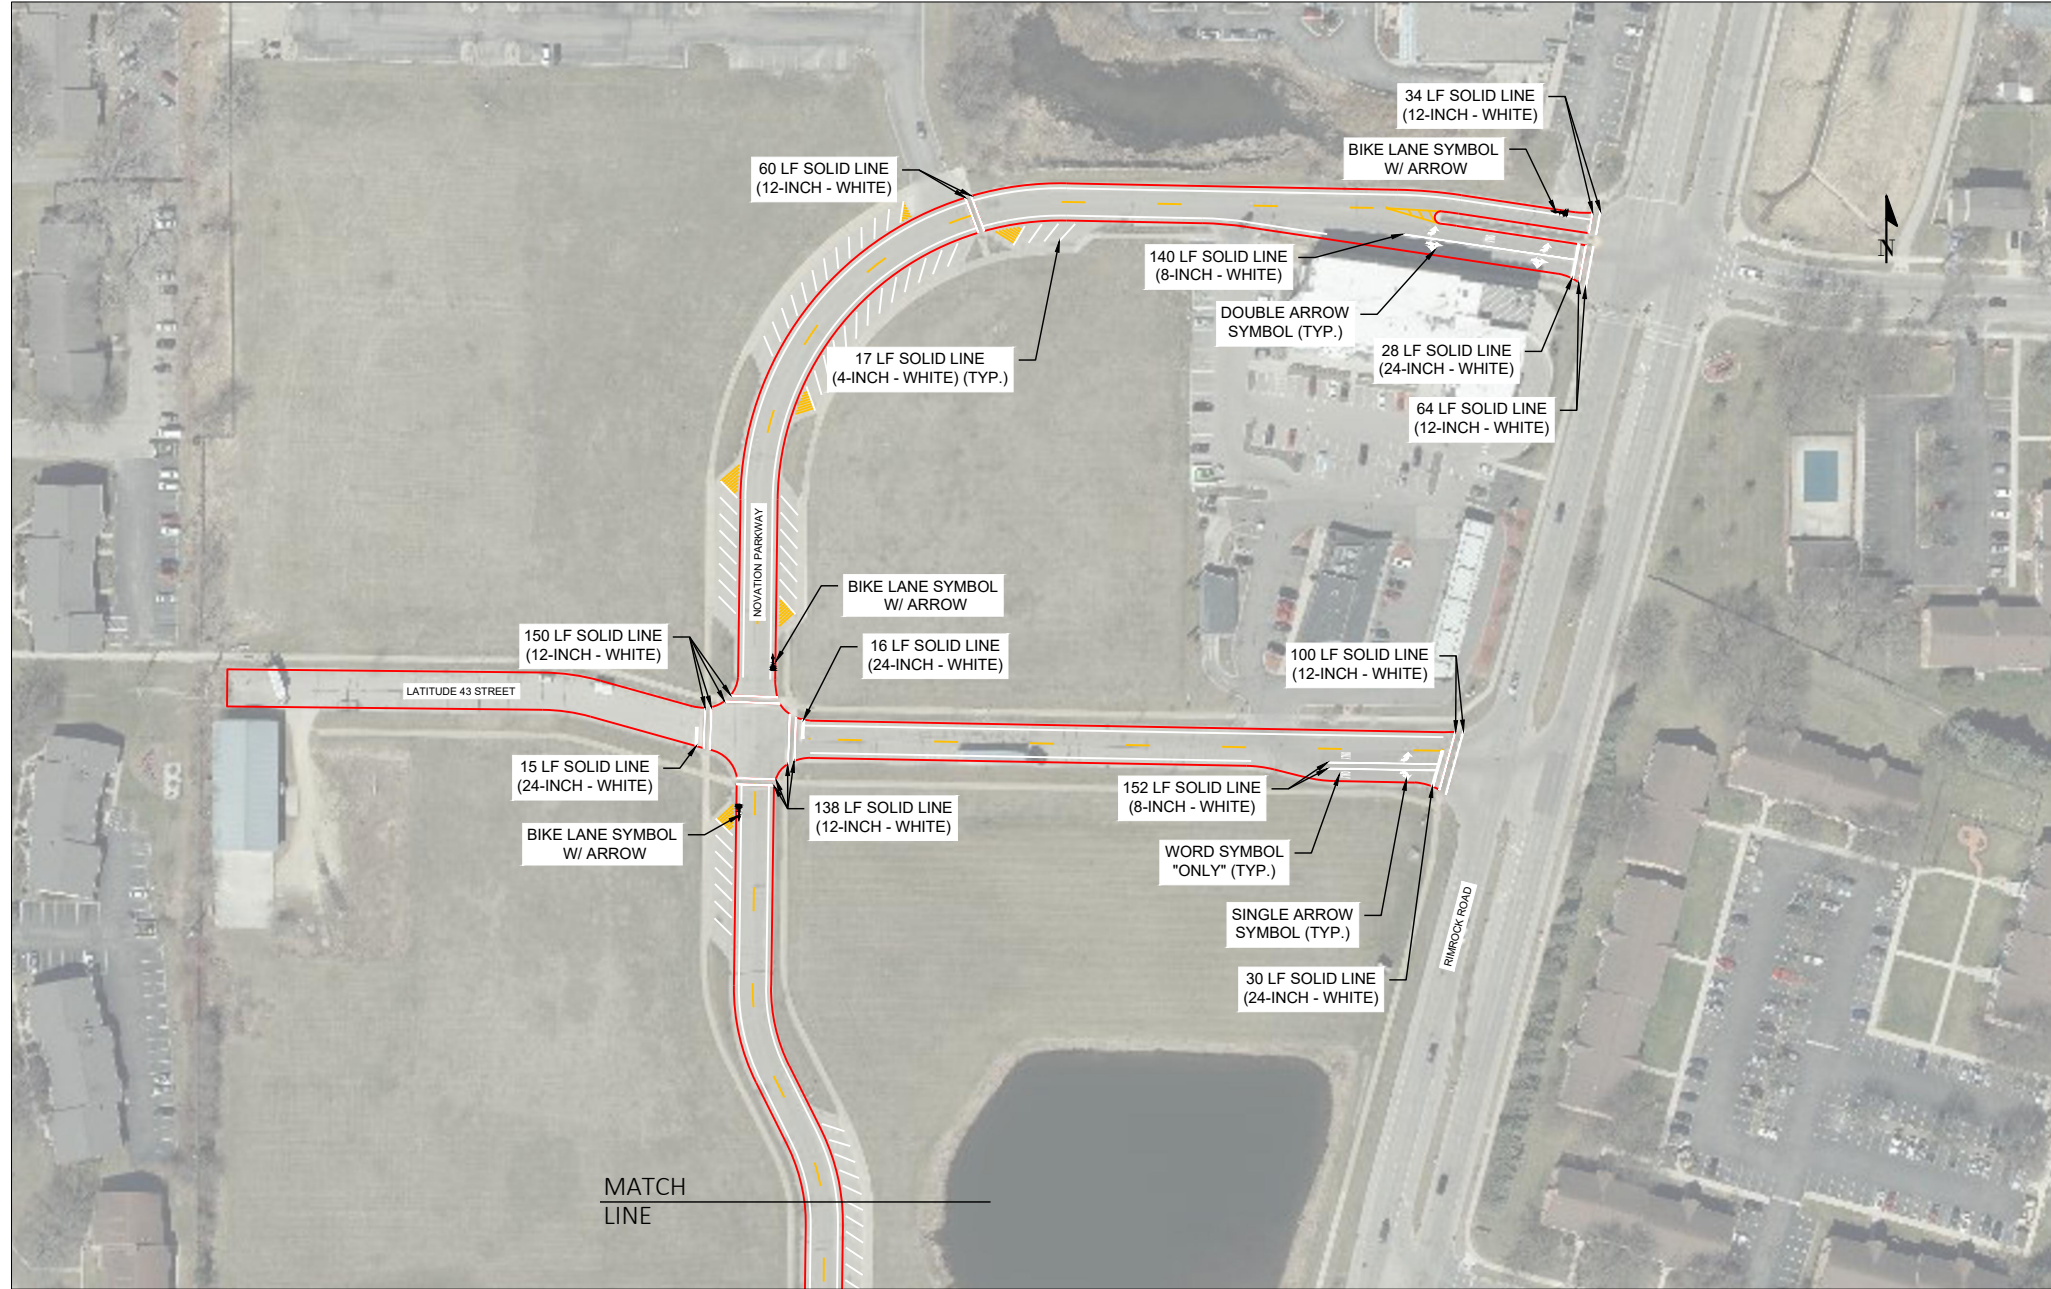 34 LF SOLID LINE
(12-INCH - WHITE)
BIKE LANE SYMBOL
W/ ARROW
60 LF SOLID LINE
(12-INCH - WHITE)
N
140 LF SOLID LINE
(8-INCH - WHITE)
DOUBLE ARROW
SYMBOL (TYP.)
17 LF SOLID LINE
(4-INCH - WHITE) (TYP.)
28 LF SOLID LINE
(24-INCH - WHITE)
64 LF SOLID LINE
(12-INCH - WHITE)
NOVATION PARKWAY
BIKE LANE SYMBOL
W/ ARROW
150 LF SOLID LINE
(12-INCH - WHITE)
16 LF SOLID LINE
(24-INCH - WHITE)
100 LF SOLID LINE
(12-INCH - WHITE)
LATITUDE 43 STREET
15 LF SOLID LINE
(24-INCH - WHITE)
152 LF SOLID LINE
(8-INCH - WHITE)
138 LF SOLID LINE
(12-INCH - WHITE)
BIKE LANE SYMBOL
W/ ARROW
WORD SYMBOL
"ONLY" (TYP.)
SINGLE ARROW
SYMBOL (TYP.)
RIMROCK ROAD
30 LF SOLID LINE
(24-INCH - WHITE)
MATCH
LINE